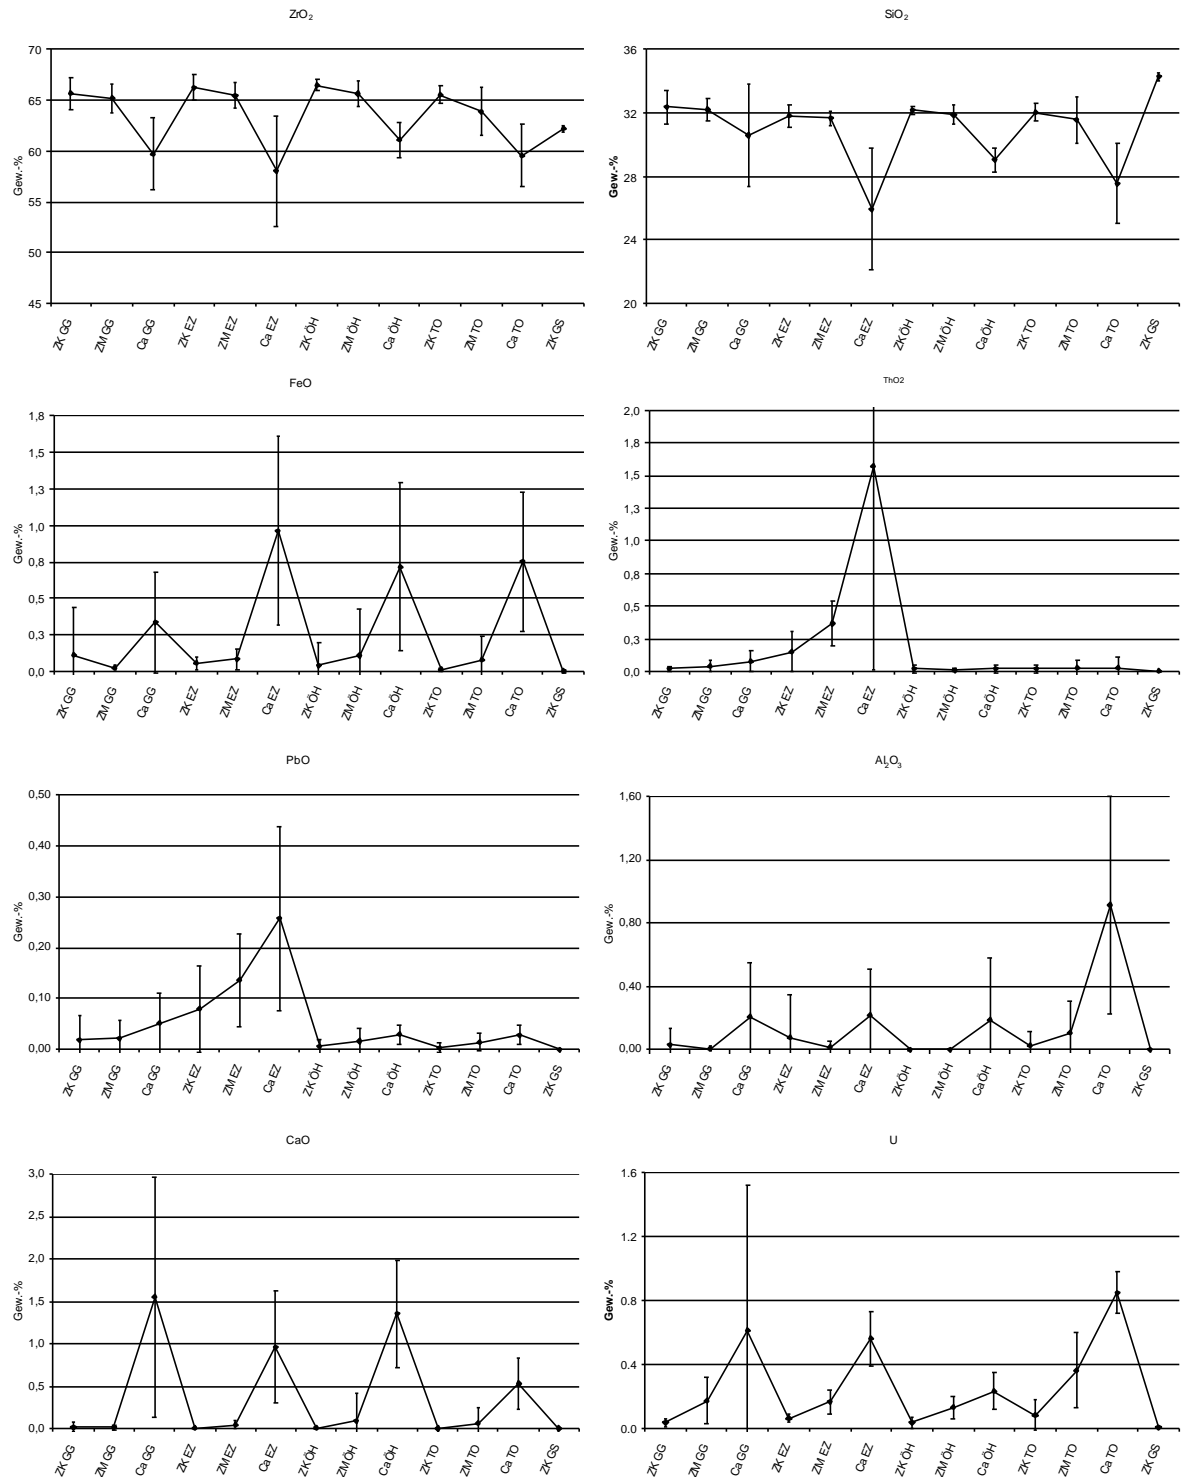 ZrO2
70
65
60
55
50
45
Gew.-%
ZK GG
ZM GG
Ca GG
ZK EZ
ZM EZ
Ca EZ
ZK ÖH
ZM ÖH
Ca ÖH
ZK TO
ZM TO
Ca TO
ZK GS
SiO2
36
32
28
24
20
Gew.-%
ZK GG
ZM GG
Ca GG
ZK EZ
ZM EZ
Ca EZ
ZK ÖH
ZM ÖH
Ca ÖH
ZK TO
ZM TO
Ca TO
ZK GS
FeO
1,8
1,5
1,3
1,0
0,8
0,5
0,3
0,0
Gew.-%
ZK GG
ZM GG
Ca GG
ZK EZ
ZM EZ
Ca EZ
ZK ÖH
ZM ÖH
Ca ÖH
ZK TO
ZM TO
Ca TO
ZK GS
ThO2
2,0
1,8
1,5
1,3
1,0
0,8
0,5
0,3
0,0
Gew.-%
ZK GG
ZM GG
Ca GG
ZK EZ
ZM EZ
Ca EZ
ZK ÖH
ZM ÖH
Ca ÖH
ZK TO
ZM TO
Ca TO
ZK GS
PbO
0,50
0,40
0,30
0,20
0,10
0,00
Gew.-%
ZK GG
ZM GG
Ca GG
ZK EZ
ZM EZ
Ca EZ
ZK ÖH
ZM ÖH
Ca ÖH
ZK TO
ZM TO
Ca TO
ZK GS
Al2O3
1,60
1,20
0,80
0,40
0,00
Gew.-%
ZK GG
ZM GG
Ca GG
ZK EZ
ZM EZ
Ca EZ
ZK ÖH
ZM ÖH
Ca ÖH
ZK TO
ZM TO
Ca TO
ZK GS
CaO
3,0
2,5
2,0
1,5
1,0
0,5
0,0
Gew.-%
ZK GG
ZM GG
Ca GG
ZK EZ
ZM EZ
Ca EZ
ZK ÖH
ZM ÖH
Ca ÖH
ZK TO
ZM TO
Ca TO
ZK GS
U
1.6
1.2
0.8
0.4
0.0
Gew.-%
ZK GG
ZM GG
Ca GG
ZK EZ
ZM EZ
Ca EZ
ZK ÖH
ZM ÖH
Ca ÖH
ZK TO
ZM TO
Ca TO
ZK GS